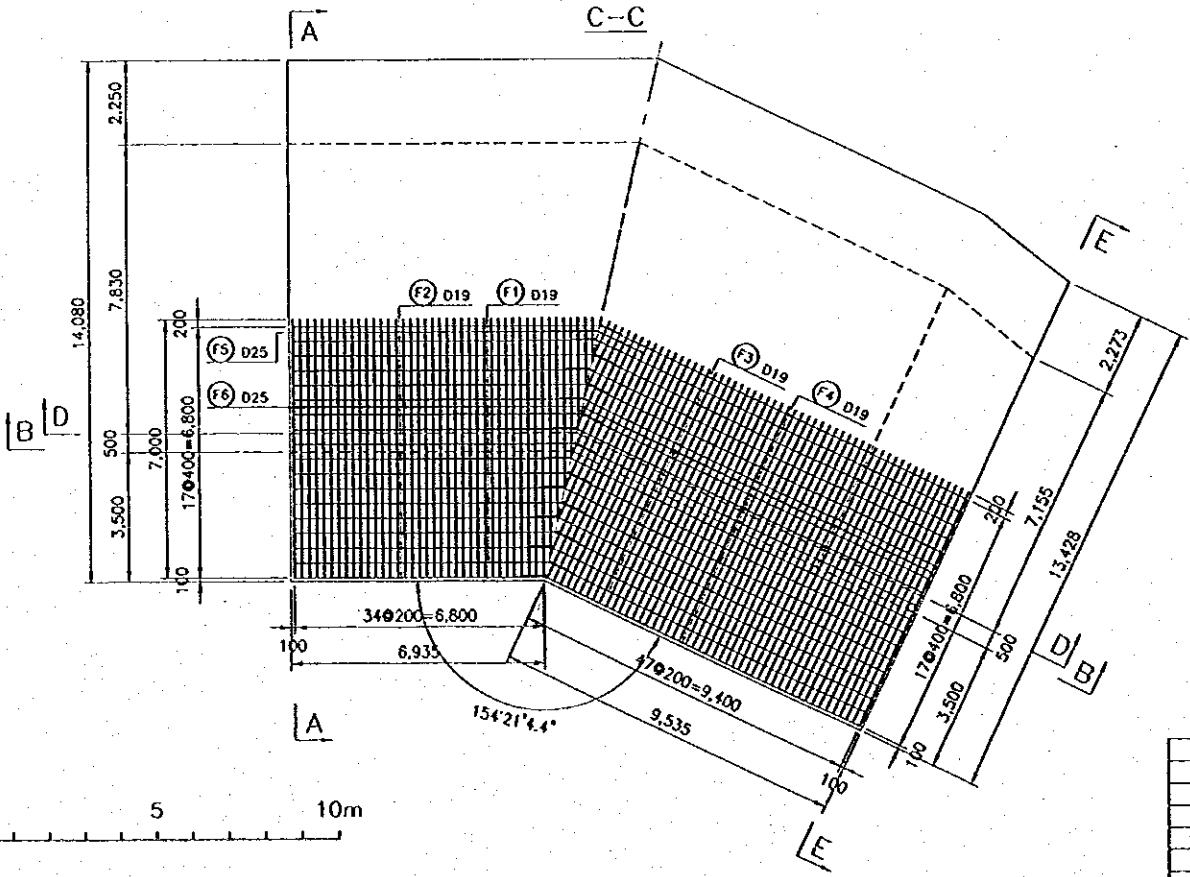 C-C
A
2,250
7,830
14,080
500
3,500
200
7,000
17@400=6,800
100
F2 D19
F1 D19
F5 D25
F6 D25
F3 D19
F4 D19
B D
E
2,273
7,155
13,428
200
17@400=6,800
500
3,500
100
D B
34@200=6,800
100
6,935
154°21'4.4"
47@200=9,400
9,535
100
A
E
5
10m